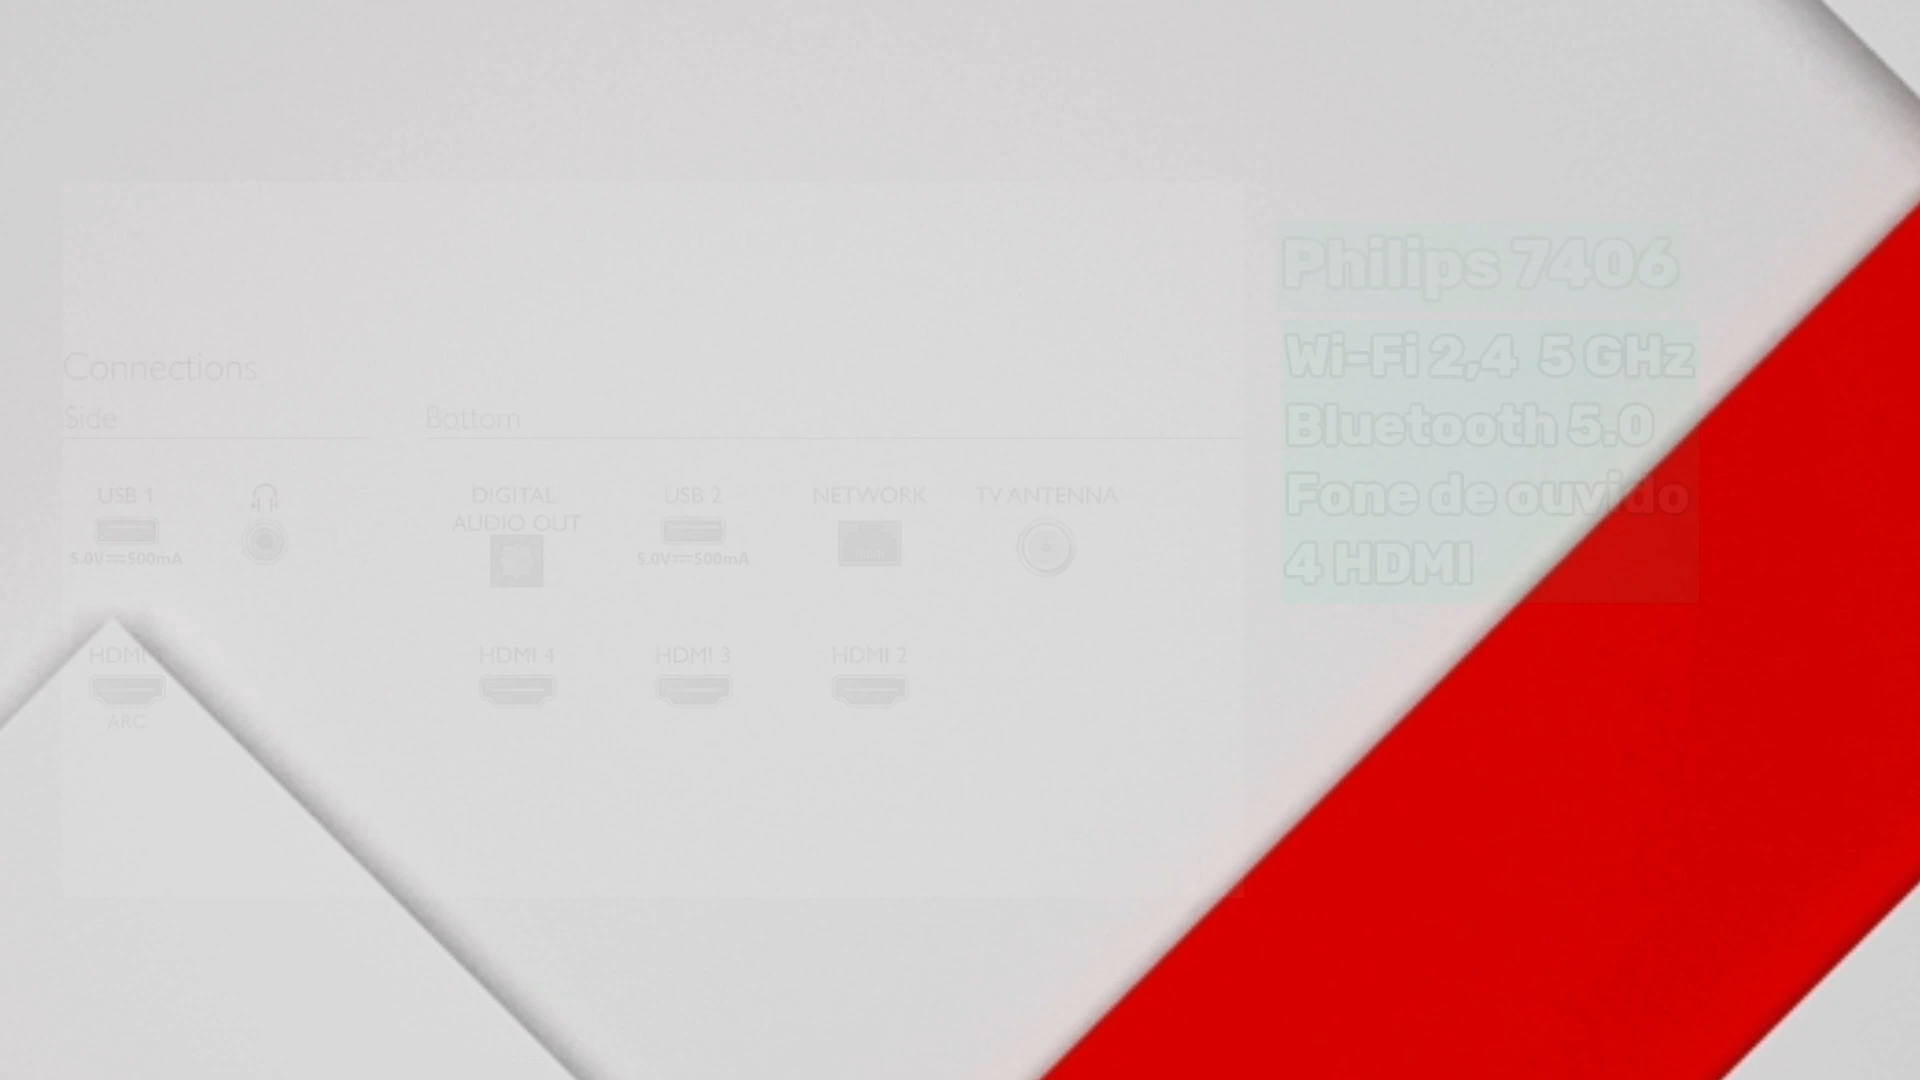 Philips 7406
Wi-Fi 2,4 5 GHz
Bluetooth 5.0
Fone de ouvido
4 HDMI
Connections
Side
Bottom
USB 1
5.0V⎓500mA
DIGITAL
AUDIO OUT
USB 2
5.0V⎓500mA
NETWORK
TV ANTENNA
HDMI
ARC
HDMI 4
HDMI 3
HDMI 2